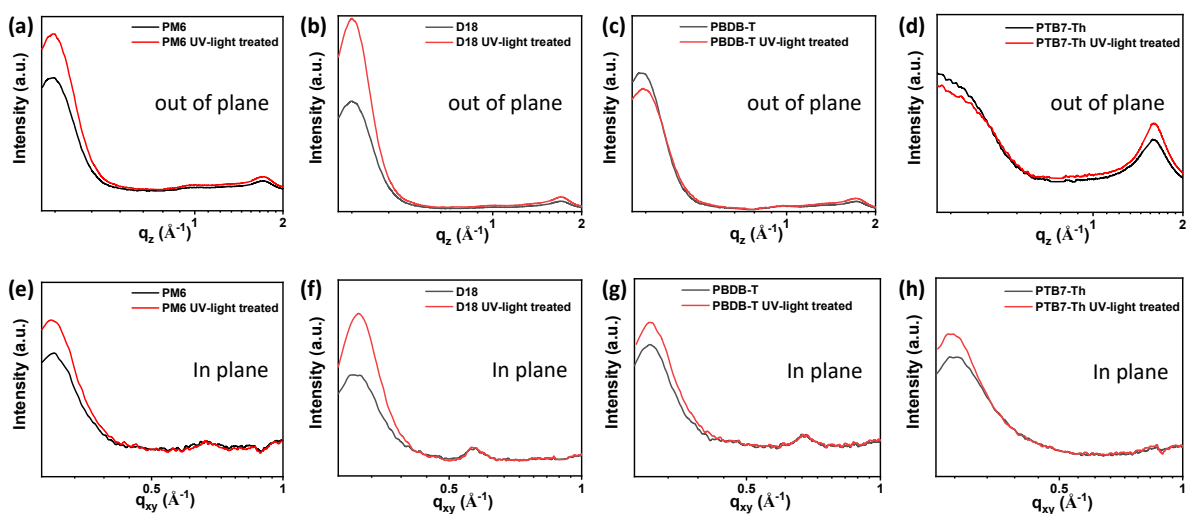 (a)
PM6
PM6 UV-light treated
out of plane
Intensity (a.u.)
1
2
q_z (Å⁻¹)
(b)
D18
D18 UV-light treated
out of plane
Intensity (a.u.)
1
2
q_z (Å⁻¹)
(c)
PBDB-T
PBDB-T UV-light treated
out of plane
Intensity (a.u.)
1
2
q_z (Å⁻¹)
(d)
PTB7-Th
PTB7-Th UV-light treated
out of plane
Intensity (a.u.)
1
2
q_z (Å⁻¹)
(e)
PM6
PM6 UV-light treated
In plane
Intensity (a.u.)
0.5
1
q_xy (Å⁻¹)
(f)
D18
D18 UV-light treated
In plane
Intensity (a.u.)
0.5
1
q_xy (Å⁻¹)
(g)
PBDB-T
PBDB-T UV-light treated
In plane
Intensity (a.u.)
0.5
1
q_xy (Å⁻¹)
(h)
PTB7-Th
PTB7-Th UV-light treated
In plane
Intensity (a.u.)
0.5
1
q_xy (Å⁻¹)